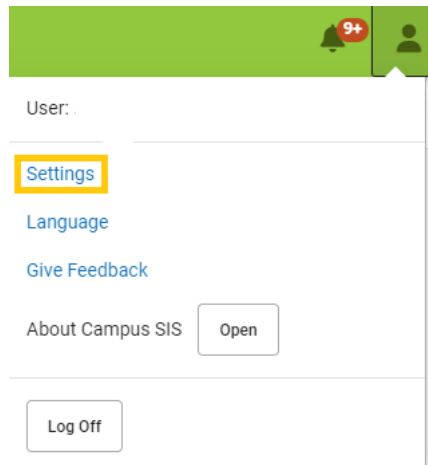 9+
User:
Settings
Language
Give Feedback
About Campus SIS Open
Log Off